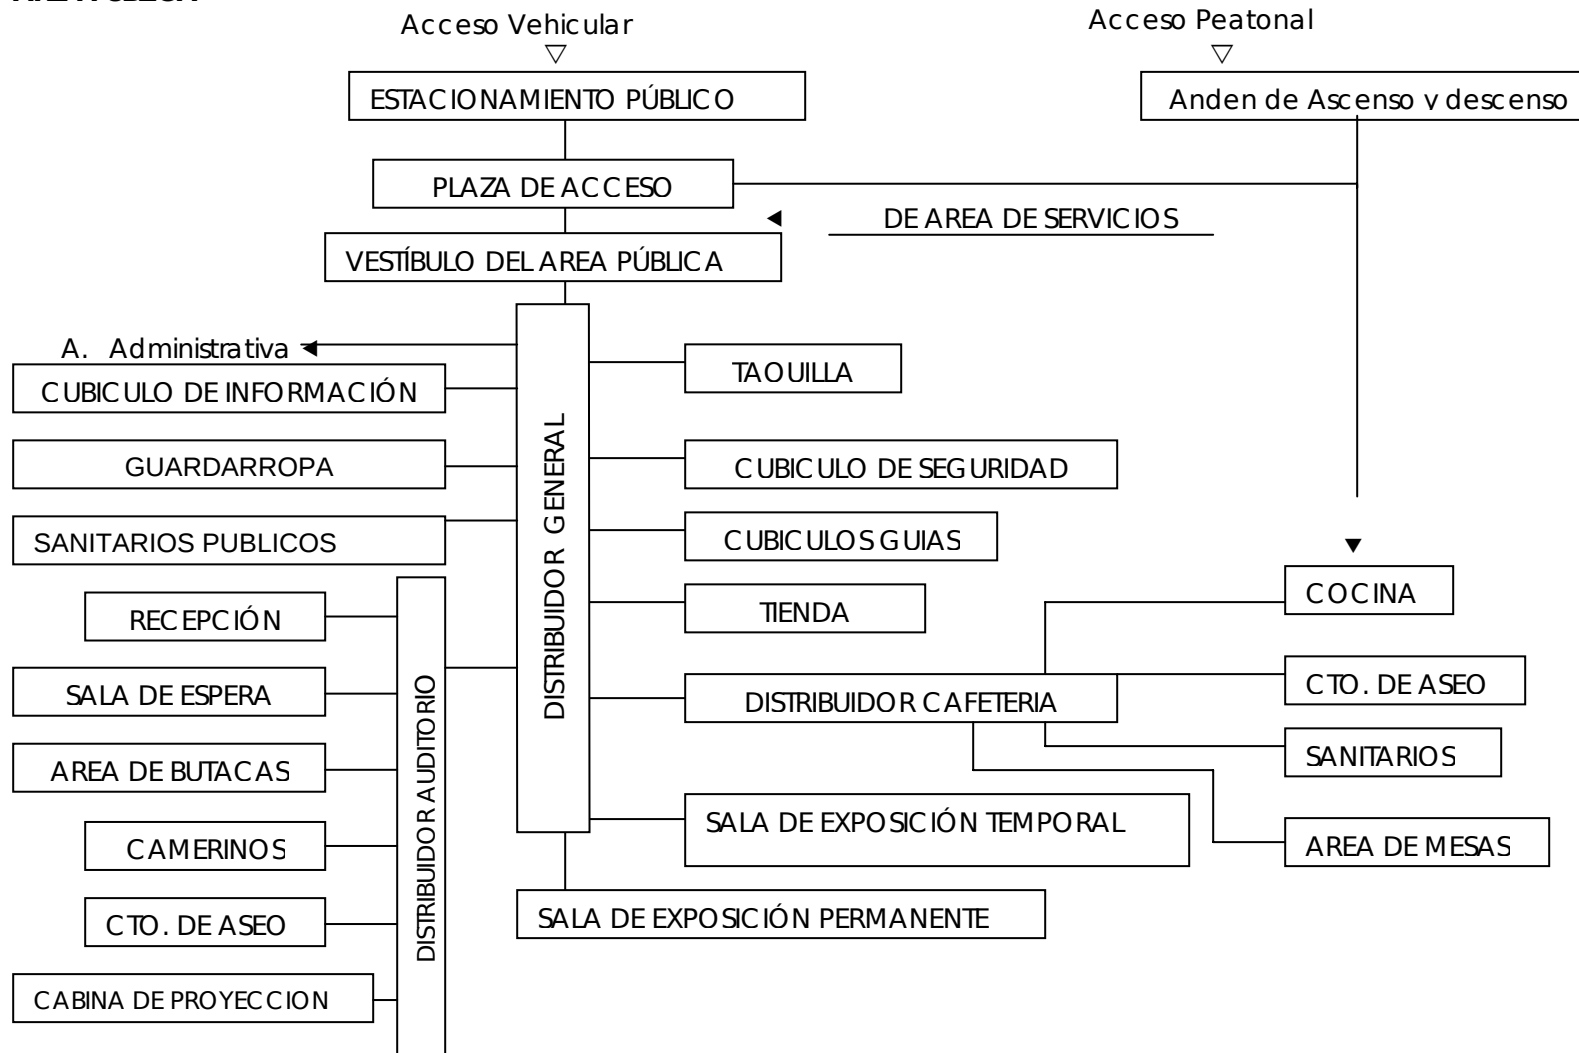 Acceso Vehicular
Acceso Peatonal
ESTACIONAMIENTO PÚBLICO
Anden de Ascenso v descenso
PLAZA DE ACCESO
DE AREA DE SERVICIOS
VESTÍBULO DEL AREA PÚBLICA
A. Administrativa
CUBICULO DE INFORMACIÓN
GUARDARROPA
SANITARIOS PUBLICOS
DISTRIBUIDOR GENERAL
TAOUILLA
CUBICULO DE SEGURIDAD
CUBICULOS GUIAS
TIENDA
DISTRIBUIDOR CAFETERIA
SALA DE EXPOSICIÓN TEMPORAL
SALA DE EXPOSICIÓN PERMANENTE
COCINA
CTO. DE ASEO
SANITARIOS
AREA DE MESAS
DISTRIBUIDOR AUDITORIO
RECEPCIÓN
SALA DE ESPERA
AREA DE BUTACAS
CAMERINOS
CTO. DE ASEO
CABINA DE PROYECCION